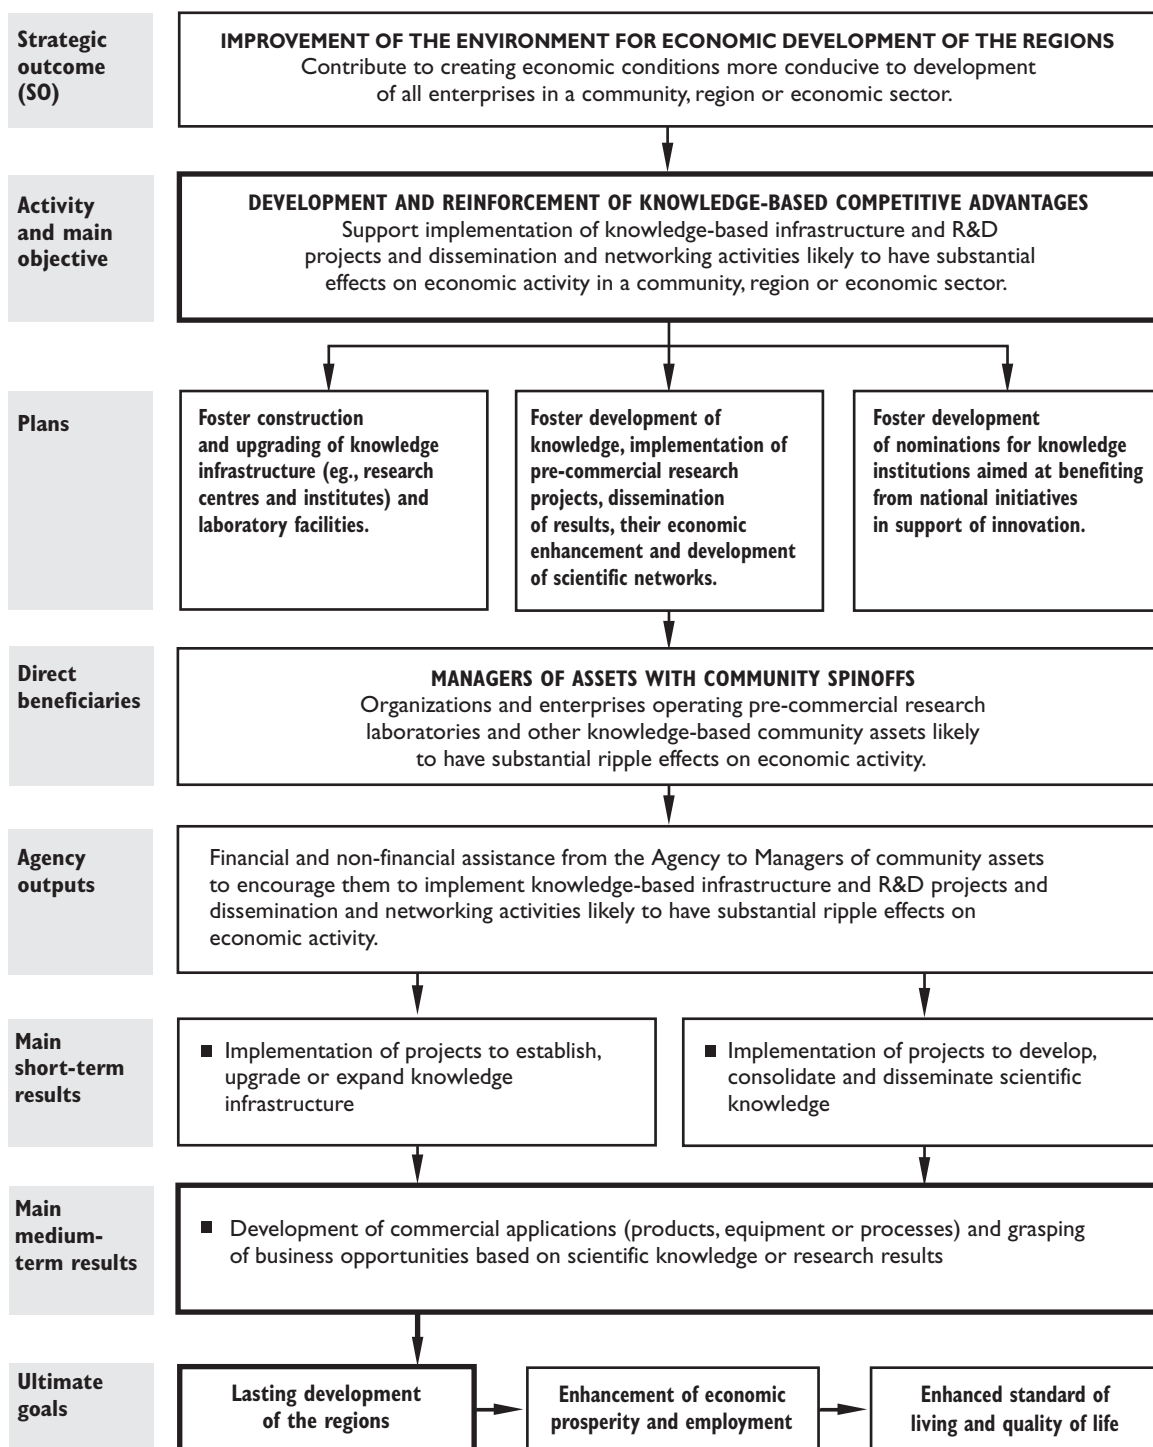 Strategic
outcome
(SO)
IMPROVEMENT OF THE ENVIRONMENT FOR ECONOMIC DEVELOPMENT OF THE REGIONS
Contribute to creating economic conditions more conducive to development
of all enterprises in a community, region or economic sector.
Activity
and main
objective
DEVELOPMENT AND REINFORCEMENT OF KNOWLEDGE-BASED COMPETITIVE ADVANTAGES
Support implementation of knowledge-based infrastructure and R&D
projects and dissemination and networking activities likely to have substantial
effects on economic activity in a community, region or economic sector.
Plans
Foster construction
and upgrading of knowledge
infrastructure (eg., research
centres and institutes) and
laboratory facilities.
Foster development of
knowledge, implementation of
pre-commercial research
projects, dissemination
of results, their economic
enhancement and development
of scientific networks.
Foster development
of nominations for knowledge
institutions aimed at benefiting
from national initiatives
in support of innovation.
Direct
beneficiaries
MANAGERS OF ASSETS WITH COMMUNITY SPINOFFS
Organizations and enterprises operating pre-commercial research
laboratories and other knowledge-based community assets likely
to have substantial ripple effects on economic activity.
Agency
outputs
Financial and non-financial assistance from the Agency to Managers of community assets
to encourage them to implement knowledge-based infrastructure and R&D projects and
dissemination and networking activities likely to have substantial ripple effects on
economic activity.
Main
short-term
results
■ Implementation of projects to establish,
upgrade or expand knowledge
infrastructure
■ Implementation of projects to develop,
consolidate and disseminate scientific
knowledge
Main
medium-
term results
■ Development of commercial applications (products, equipment or processes) and grasping
of business opportunities based on scientific knowledge or research results
Ultimate
goals
Lasting development
of the regions
Enhancement of economic
prosperity and employment
Enhanced standard of
living and quality of life